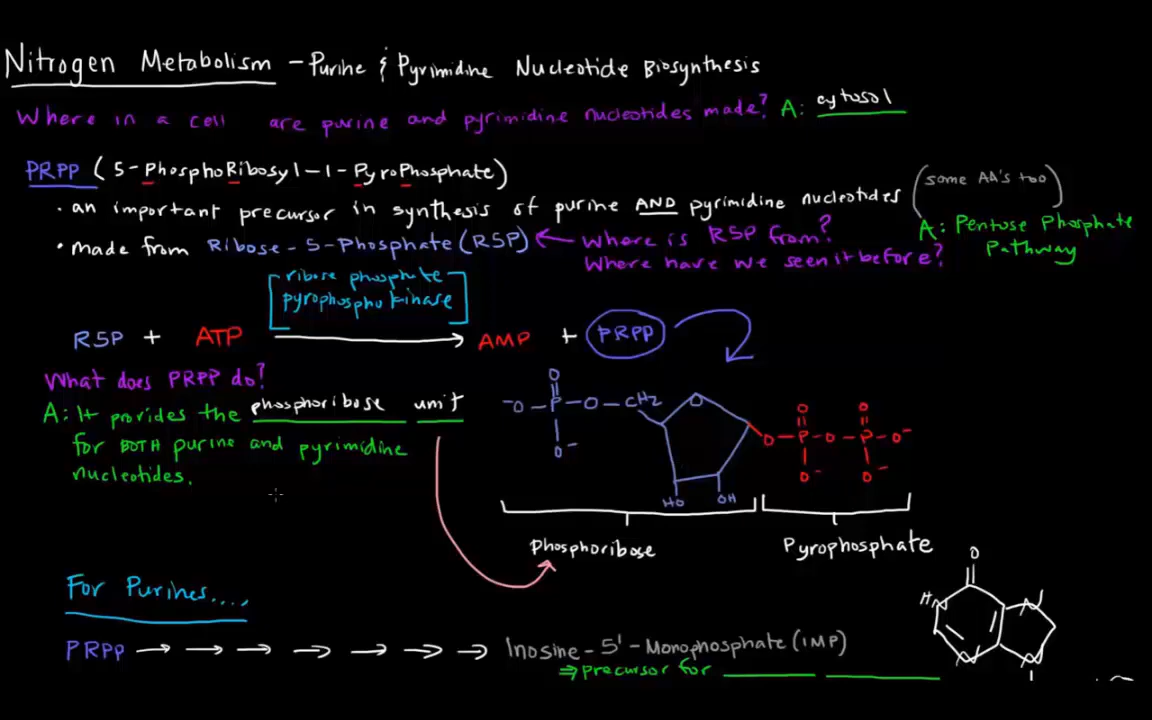 Nitrogen Metabolism - Purine & Pyrimidine Nucleotide Biosynthesis
Where in a cell are purine and pyrimidine nucleotides made? A: cytosol
PRPP (5-PhosphoRibosyl-1-PyroPhosphate)
(some AA's too)
• an important precursor in synthesis of purine AND pyrimidine nucleotides
• made from Ribose-5-Phosphate (R5P) ← Where is R5P from?
Where have we seen it before?
A: Pentose Phosphate
Pathway
[ribose phosphate
pyrophosphokinase]
R5P + ATP → AMP + PRPP
What does PRPP do?
A: It provides the phosphoribose unit
for BOTH purine and pyrimidine
nucleotides.
O
-O-P-O-CH2 O
O-
HO OH
O O
O-P-O-P-O-
O- O-
Phosphoribose Pyrophosphate
For Purines....
PRPP → → → → → → → Inosine-5'-Monophosphate (IMP)
⇒ precursor for
O
HN N
N N